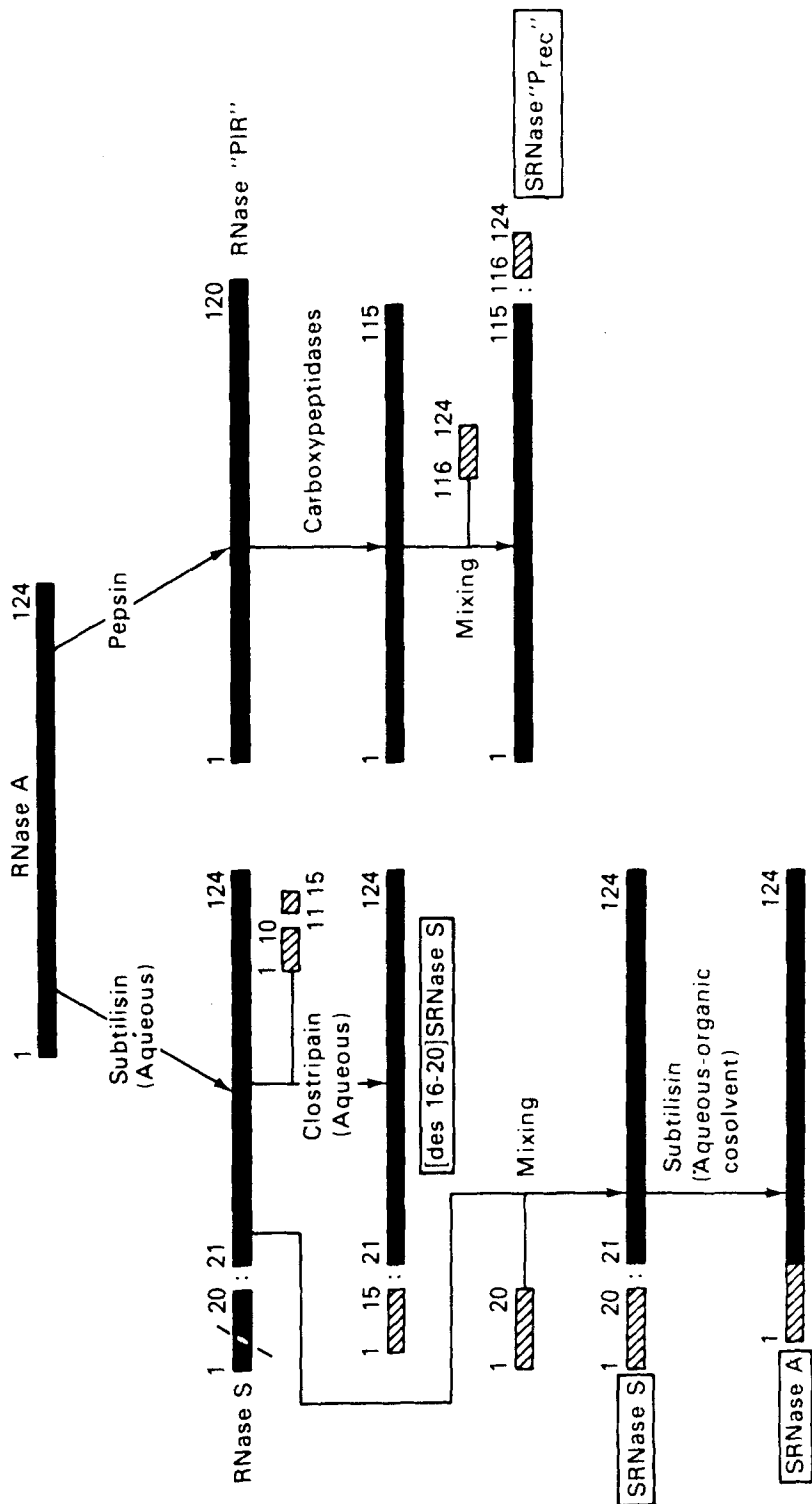 RNase A
1 124
Subtilisin
(Aqueous)
Pepsin
RNase S
1 20 : 21 124
1 10
11 15
Clostripain
(Aqueous)
1 15 : 21 124
[des 16-20]SRNase S
Mixing
1 20
1 20 : 21 124
SRNase S
Subtilisin
(Aqueous-organic
cosolvent)
1 124
SRNase A
1 120
RNase "PIR"
Carboxypeptidases
1 115
116 124
Mixing
1 115 : 116 124
SRNase"Prec"